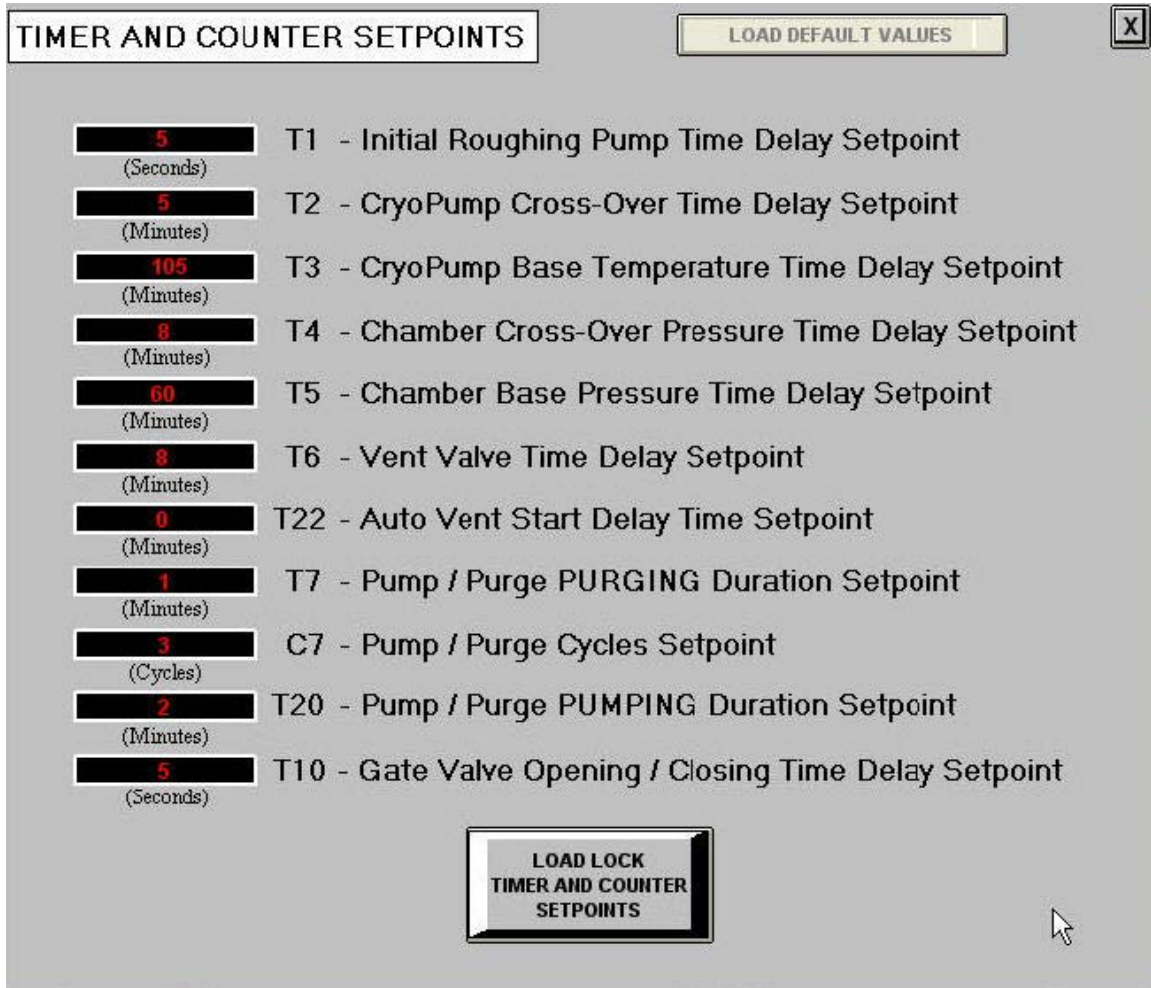 TIMER AND COUNTER SETPOINTS
LOAD DEFAULT VALUES
X
5 T1 - Initial Roughing Pump Time Delay Setpoint
(Seconds)
5 T2 - CryoPump Cross-Over Time Delay Setpoint
(Minutes)
105 T3 - CryoPump Base Temperature Time Delay Setpoint
(Minutes)
8 T4 - Chamber Cross-Over Pressure Time Delay Setpoint
(Minutes)
60 T5 - Chamber Base Pressure Time Delay Setpoint
(Minutes)
8 T6 - Vent Valve Time Delay Setpoint
(Minutes)
0 T22 - Auto Vent Start Delay Time Setpoint
(Minutes)
1 T7 - Pump / Purge PURGING Duration Setpoint
(Minutes)
3 C7 - Pump / Purge Cycles Setpoint
(Cycles)
2 T20 - Pump / Purge PUMPING Duration Setpoint
(Minutes)
5 T10 - Gate Valve Opening / Closing Time Delay Setpoint
(Seconds)
LOAD LOCK
TIMER AND COUNTER
SETPOINTS